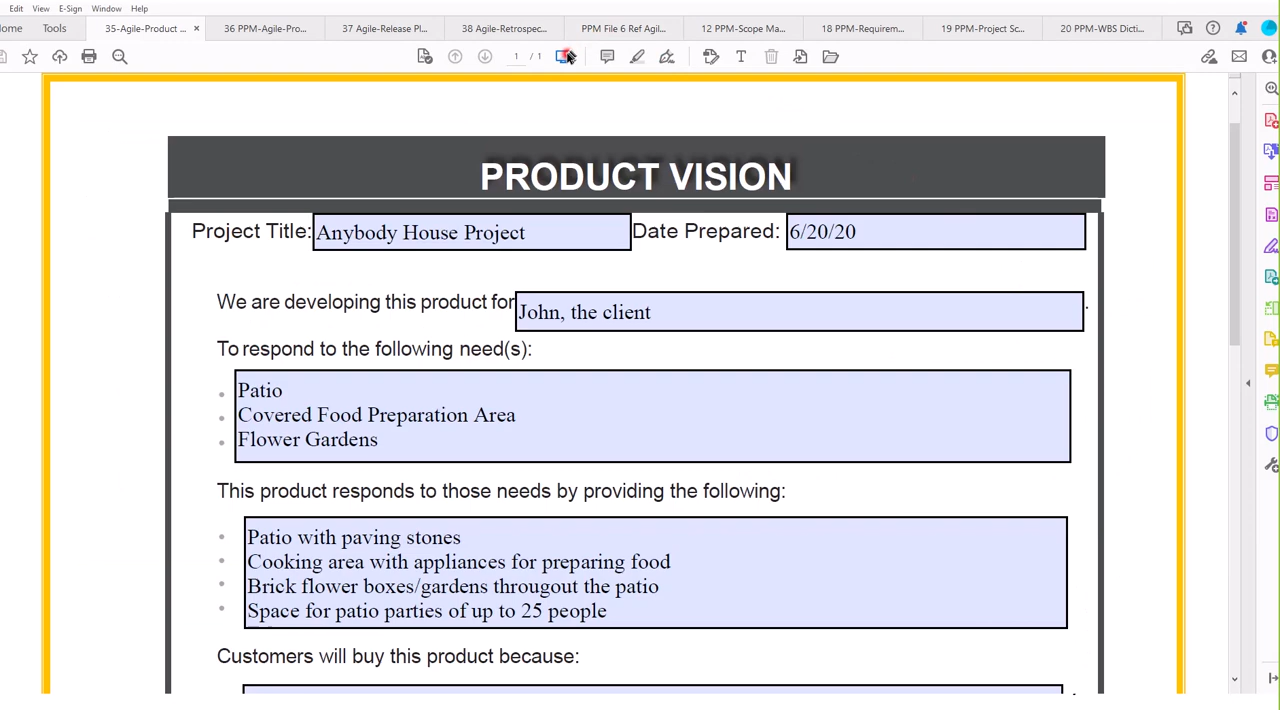 Edit View E-Sign Window Help
ome Tools 35-Agile-Product ... × 36 PPM-Agile-Pro... 37 Agile-Release Pl... 38 Agile-Retrospec... PPM File 6 Ref Agil... 12 PPM-Scope Ma... 18 PPM-Requirem... 19 PPM-Project Sc... 20 PPM-WBS Dicti...
1 / 1
PRODUCT VISION
Project Title: Anybody House Project Date Prepared: 6/20/20
We are developing this product for John, the client.
To respond to the following need(s):
Patio
Covered Food Preparation Area
Flower Gardens
This product responds to those needs by providing the following:
Patio with paving stones
Cooking area with appliances for preparing food
Brick flower boxes/gardens througout the patio
Space for patio parties of up to 25 people
Customers will buy this product because: